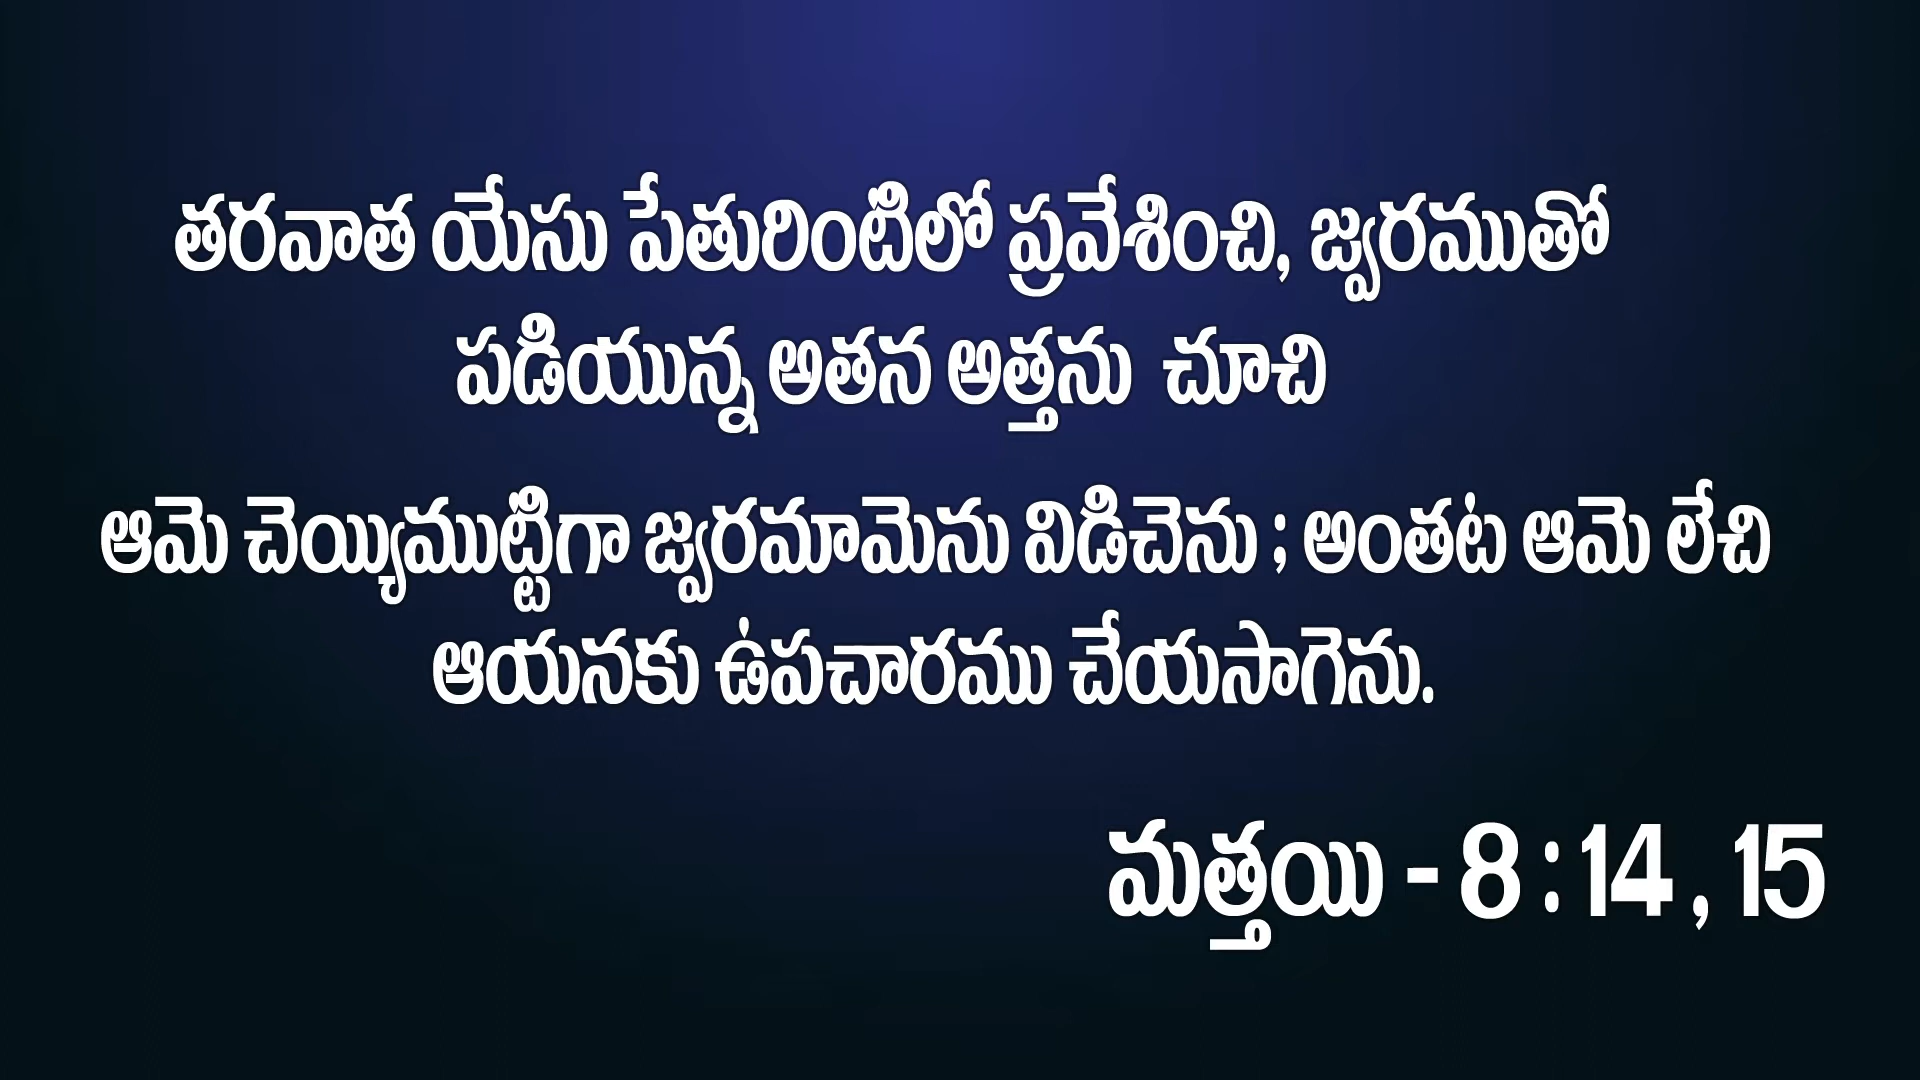 తరవాత యేసు పేతురింటిలో ప్రవేశించి, జ్వరముతో
పడియున్న అతన అత్తను చూచి
ఆమె చెయ్యిముట్టిగా జ్వరమామెను విడిచెను ; అంతట ఆమె లేచి
ఆయనకు ఉపచారము చేయసాగెను.
మత్తయి - 8 : 14 , 15